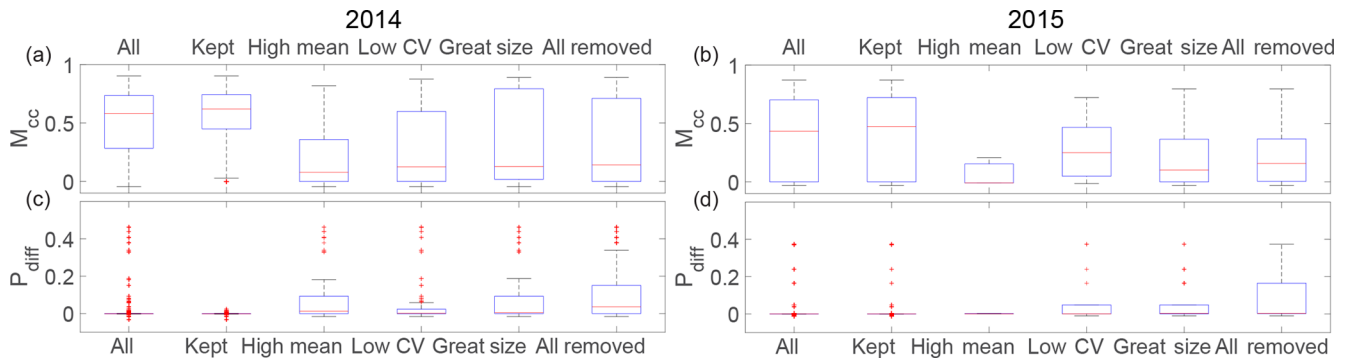 2014
(a) All Kept High mean Low CV Great size All removed
1
0.5
0
Mcc
(c)
0.4
0.2
0
Pdiff
All Kept High mean Low CV Great size All removed
2015
(b) All Kept High mean Low CV Great size All removed
1
0.5
0
Mcc
(d)
0.4
0.2
0
Pdiff
All Kept High mean Low CV Great size All removed